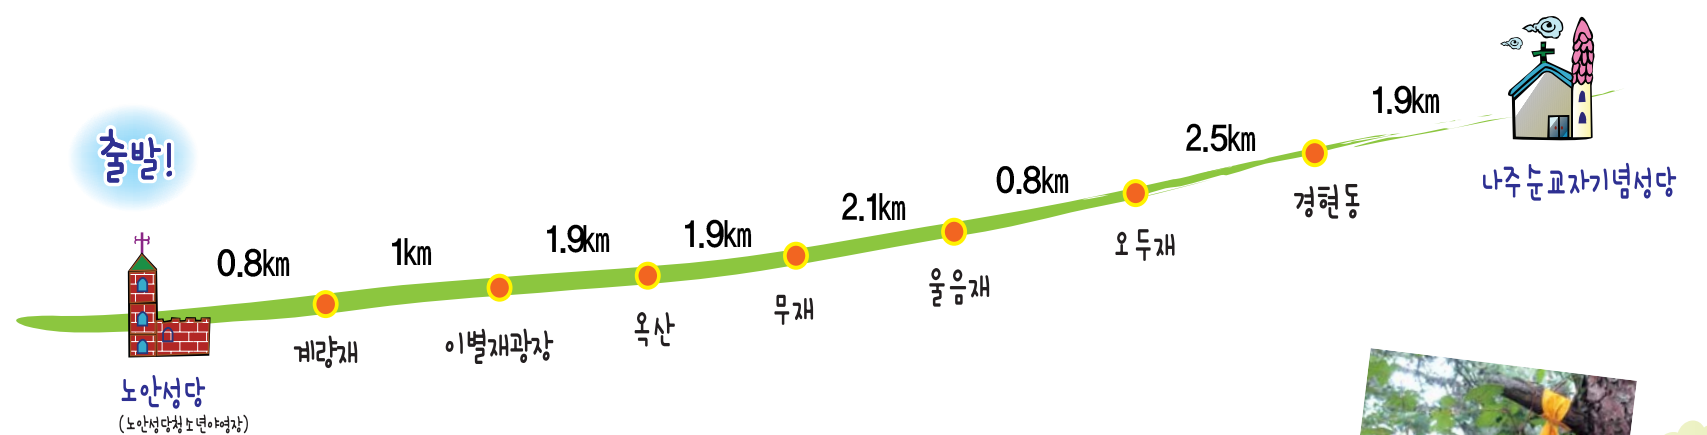 출발!
노안성당
(노안성당청소년야영장)
0.8km
계량재
1km
이별재광장
1.9km
옥산
1.9km
무재
2.1km
울음재
0.8km
오두재
2.5km
경현동
1.9km
나주순교자기념성당